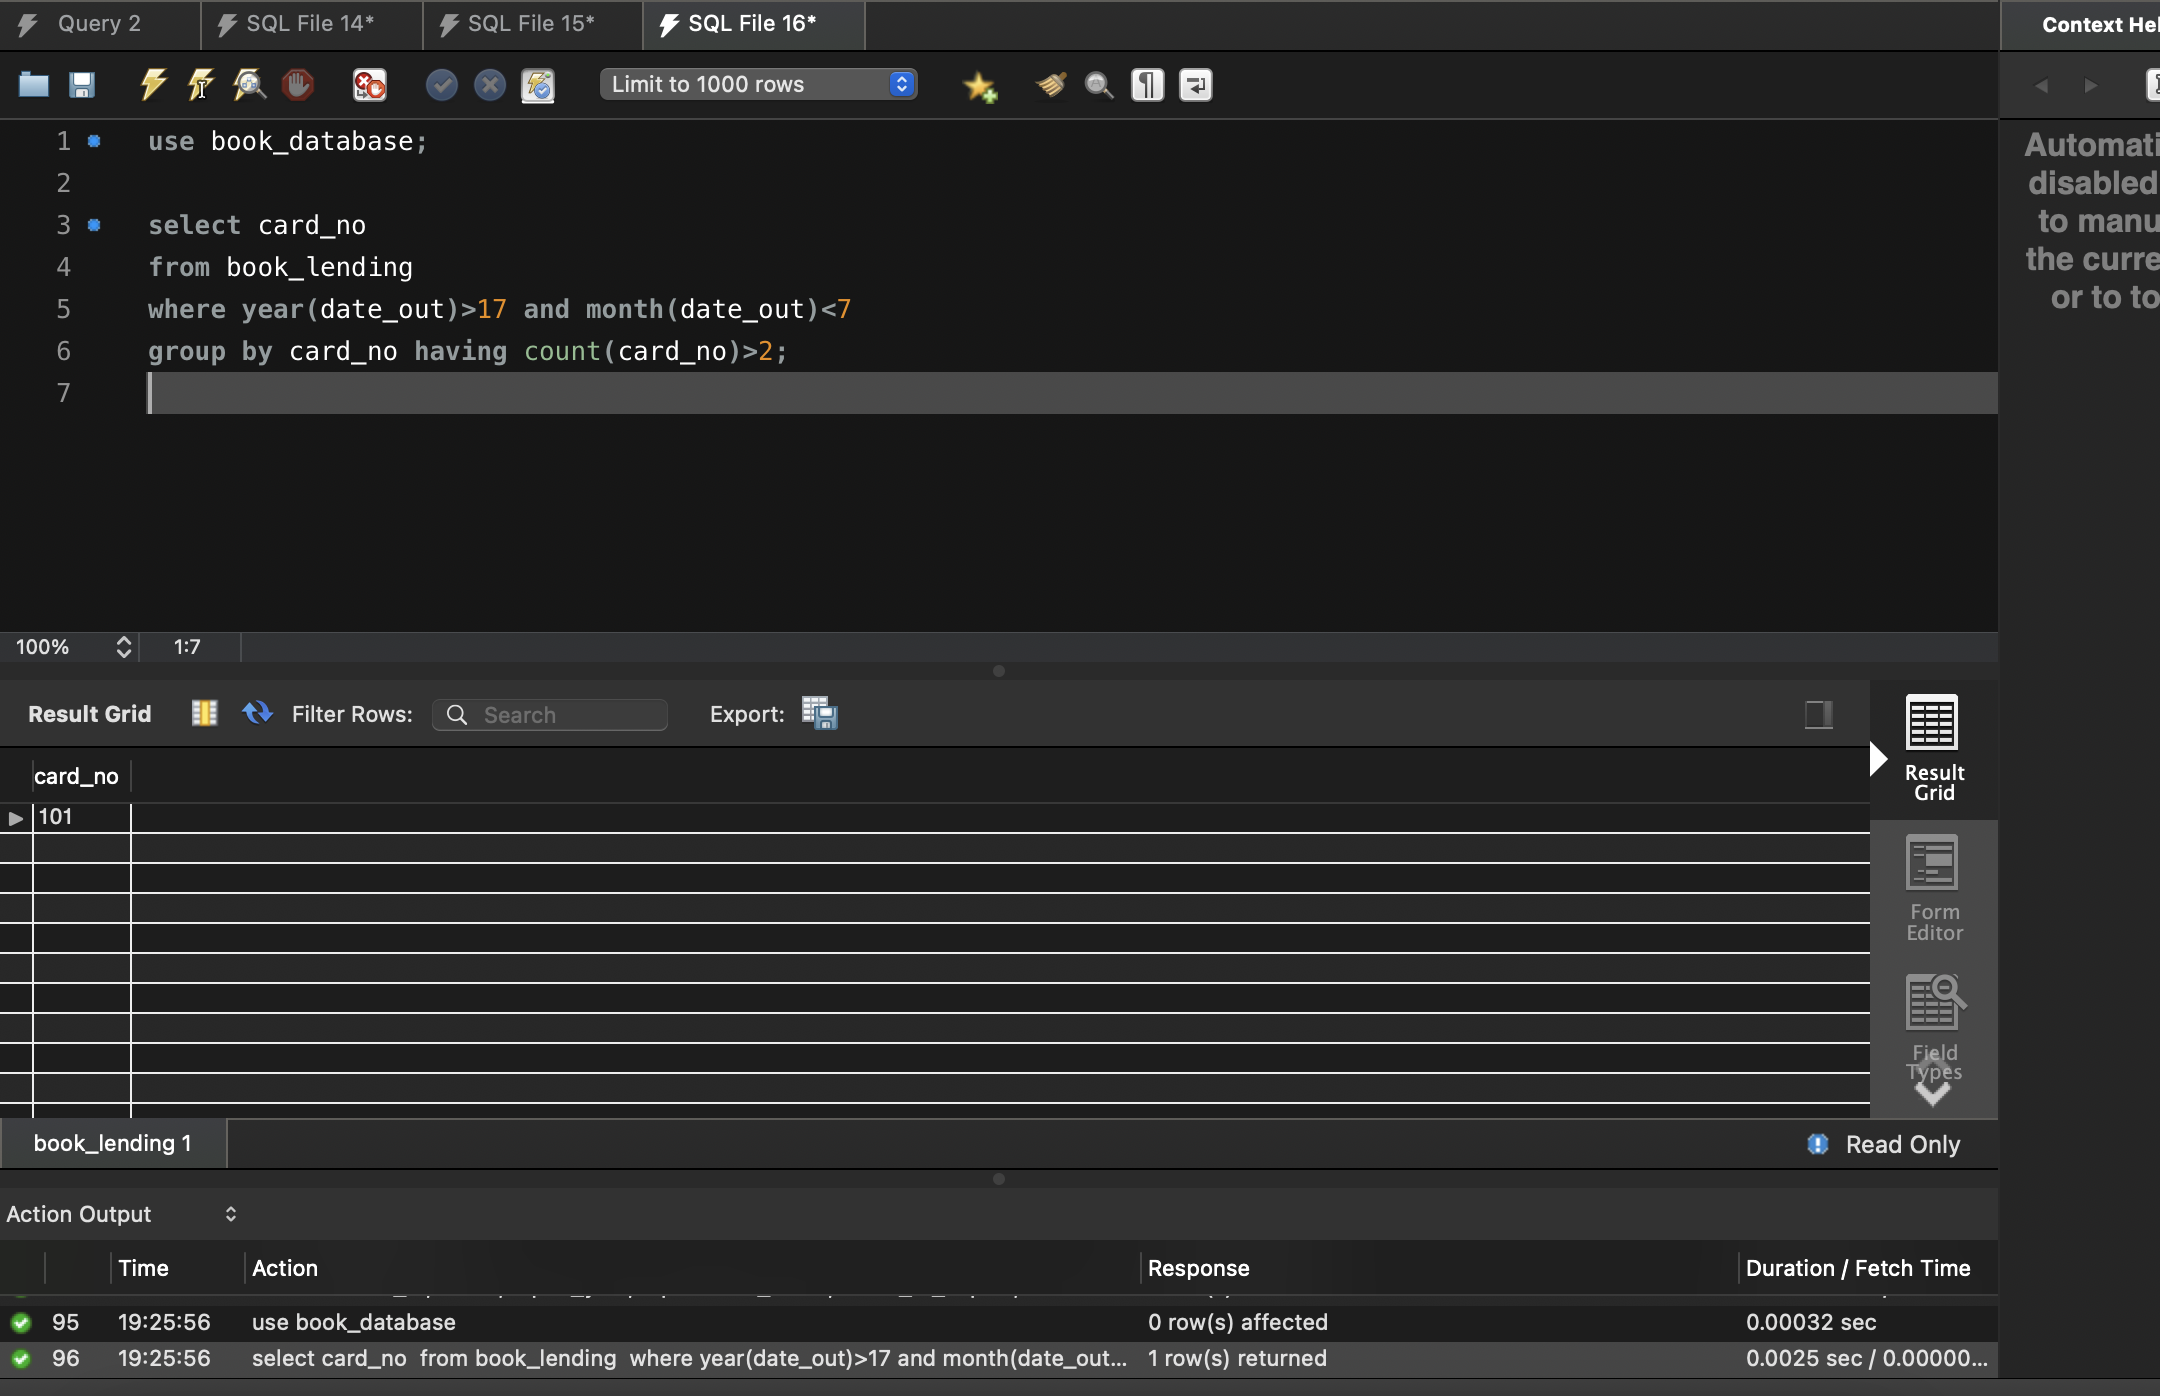 Query 2
SQL File 14*
SQL File 15*
SQL File 16*
Context Hel
Limit to 1000 rows
1 use book_database;
2
3 select card_no
4 from book_lending
5 where year(date_out)>17 and month(date_out)<7
6 group by card_no having count(card_no)>2;
7
Automati
disabled
to manu
the curre
or to to
100% 1:7
Result Grid Filter Rows: Search Export:
card_no
101
Result
Grid
Form
Editor
Field
Types
book_lending 1
Read Only
Action Output
Time Action Response Duration / Fetch Time
95 19:25:56 use book_database 0 row(s) affected 0.00032 sec
96 19:25:56 select card_no from book_lending where year(date_out)>17 and month(date_out... 1 row(s) returned 0.0025 sec / 0.00000...